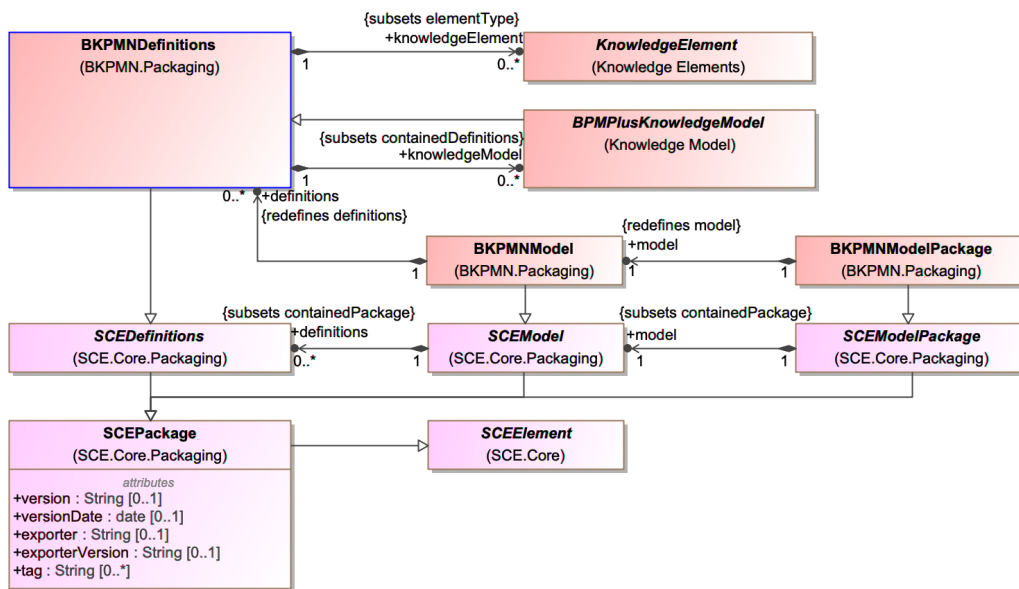 {subsets elementType}
+knowledgeElement
BKPMNDefinitions
(BKPMN.Packaging)
1
0..*
KnowledgeElement
(Knowledge Elements)
{subsets containedDefinitions}
+knowledgeModel
1
0..*
BPMPlusKnowledgeModel
(Knowledge Model)
0..*
+definitions
{redefines definitions}
{redefines model}
+model
BKPMNModel
(BKPMN.Packaging)
1
1
1
BKPMNModelPackage
(BKPMN.Packaging)
{subsets containedPackage}
+definitions
{subsets containedPackage}
+model
SCEDefinitions
(SCE.Core.Packaging)
0..*
1
SCEModel
(SCE.Core.Packaging)
1
1
SCEModelPackage
(SCE.Core.Packaging)
SCEPackage
(SCE.Core.Packaging)
SCEElement
(SCE.Core)
attributes
+version : String [0..1]
+versionDate : date [0..1]
+exporter : String [0..1]
+exporterVersion : String [0..1]
+tag : String [0..*]